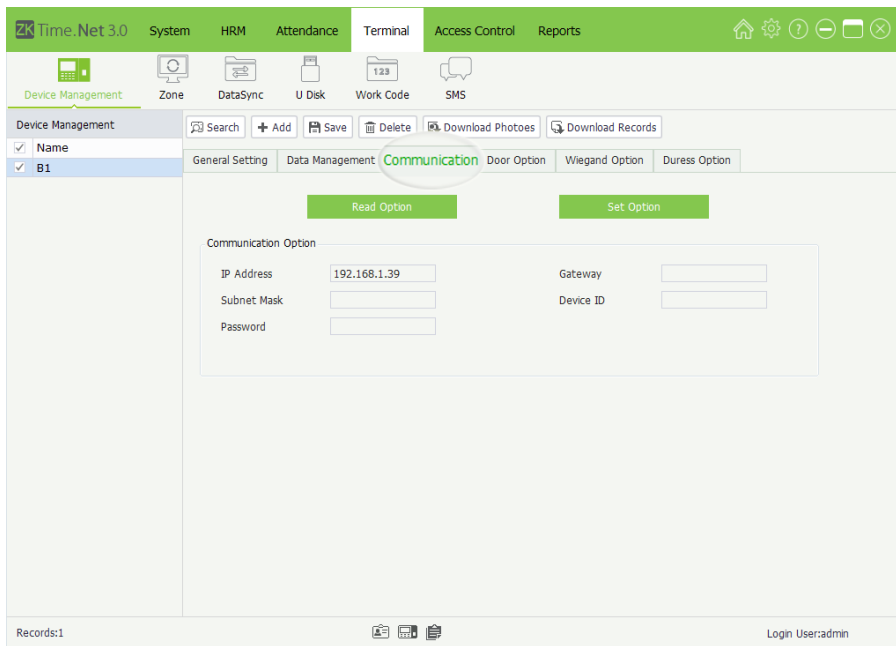 ZK Time.Net 3.0 System HRM Attendance Terminal Access Control Reports
123
Device Management Zone DataSync U Disk Work Code SMS
Device Management Search Add Save Delete Download Photoes Download Records
Name
B1
General Setting Data Management Communication Door Option Wiegand Option Duress Option
Read Option Set Option
Communication Option
IP Address 192.168.1.39 Gateway
Subnet Mask Device ID
Password
Records:1 Login User:admin